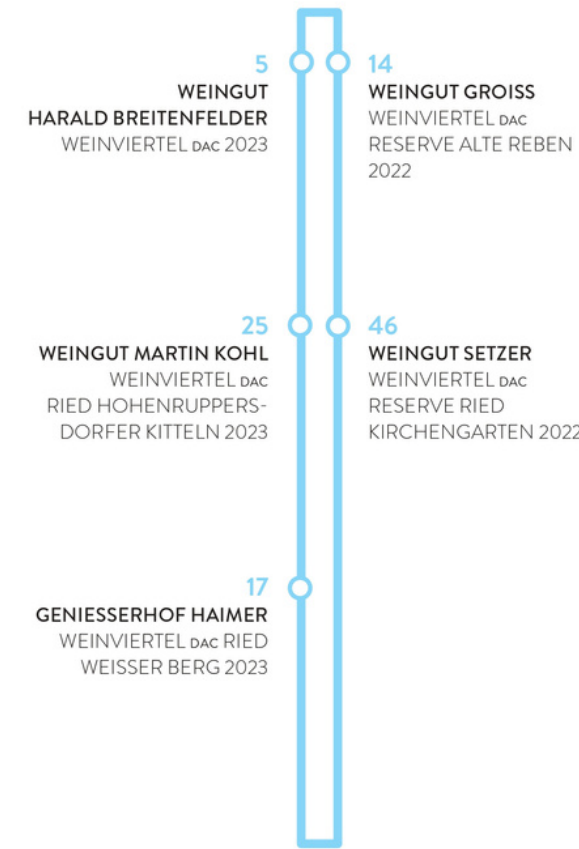 5
WEINGUT
HARALD BREITENFELDER
WEINVIERTEL DAC 2023
14
WEINGUT GROISS
WEINVIERTEL DAC
RESERVE ALTE REBEN
2022
25
WEINGUT MARTIN KOHL
WEINVIERTEL DAC
RIED HOHENRUPPERS-
DORFER KITTELN 2023
46
WEINGUT SETZER
WEINVIERTEL DAC
RESERVE RIED
KIRCHENGARTEN 2022
17
GENIESSERHOF HAIMER
WEINVIERTEL DAC RIED
WEISSER BERG 2023